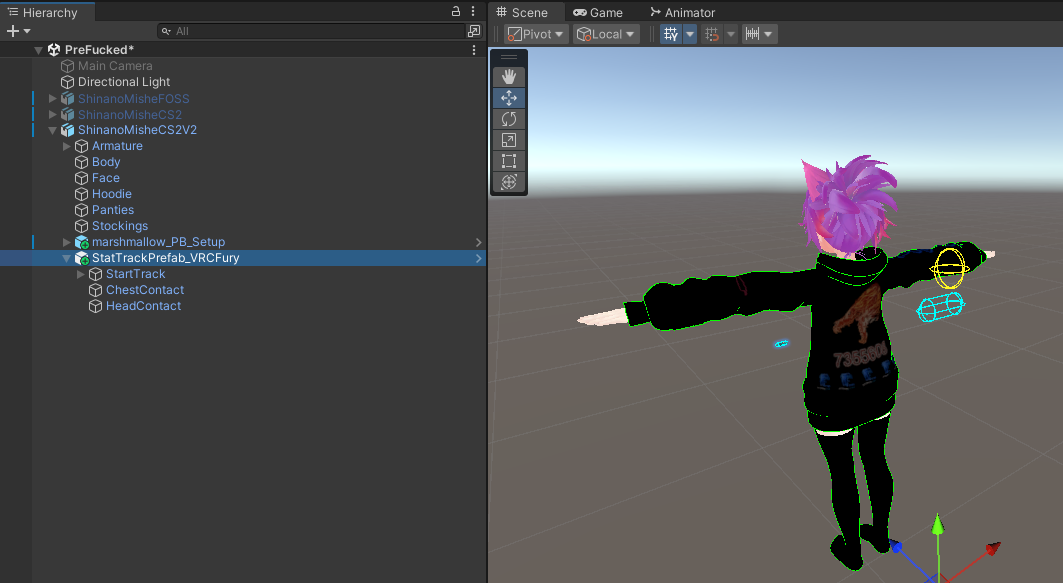 Hierarchy
All
PreFucked*
Main Camera
Directional Light
ShinanoMisheFOSS
ShinanoMisheCS2
ShinanoMisheCS2V2
Armature
Body
Face
Hoodie
Panties
Stockings
marshmallow_PB_Setup
StatTrackPrefab_VRCFury
StartTrack
ChestContact
HeadContact
Scene Game Animator
Pivot Local
7355608